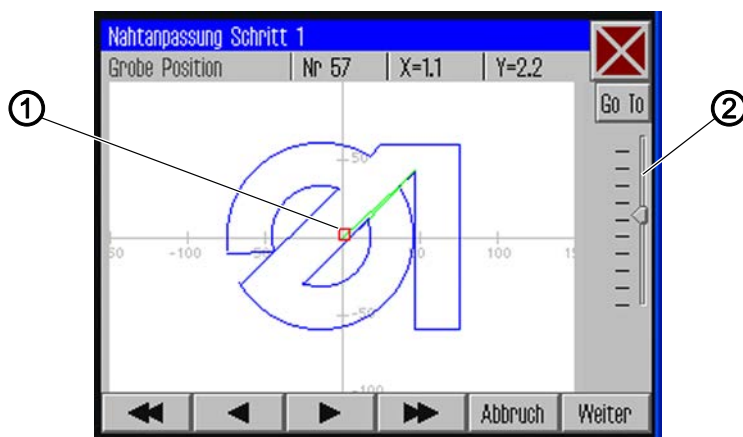 Nahtanpassung Schritt 1
Grobe Position Nr 57 X=1.1 Y=2.2
Go To
1
2
50
50 -100 -50 50 100 15
-50
-100
Abbruch Weiter